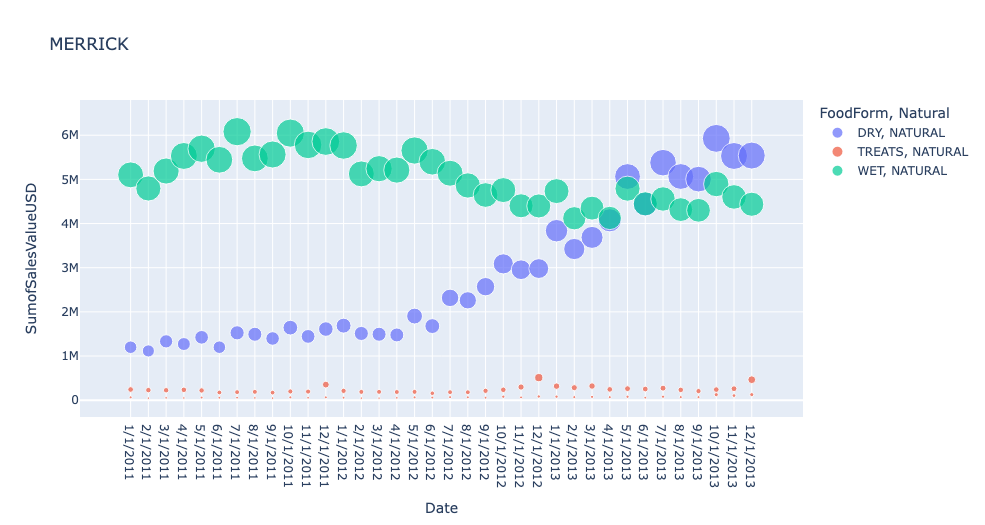 MERRICK
FoodForm, Natural
DRY, NATURAL
TREATS, NATURAL
WET, NATURAL
SumofSalesValueUSD
6M
5M
4M
3M
2M
1M
0
1/1/2011
2/1/2011
3/1/2011
4/1/2011
5/1/2011
6/1/2011
7/1/2011
8/1/2011
9/1/2011
10/1/2011
11/1/2011
12/1/2011
1/1/2012
2/1/2012
3/1/2012
4/1/2012
5/1/2012
6/1/2012
7/1/2012
8/1/2012
9/1/2012
10/1/2012
11/1/2012
12/1/2012
1/1/2013
2/1/2013
3/1/2013
4/1/2013
5/1/2013
6/1/2013
7/1/2013
8/1/2013
9/1/2013
10/1/2013
11/1/2013
12/1/2013
Date